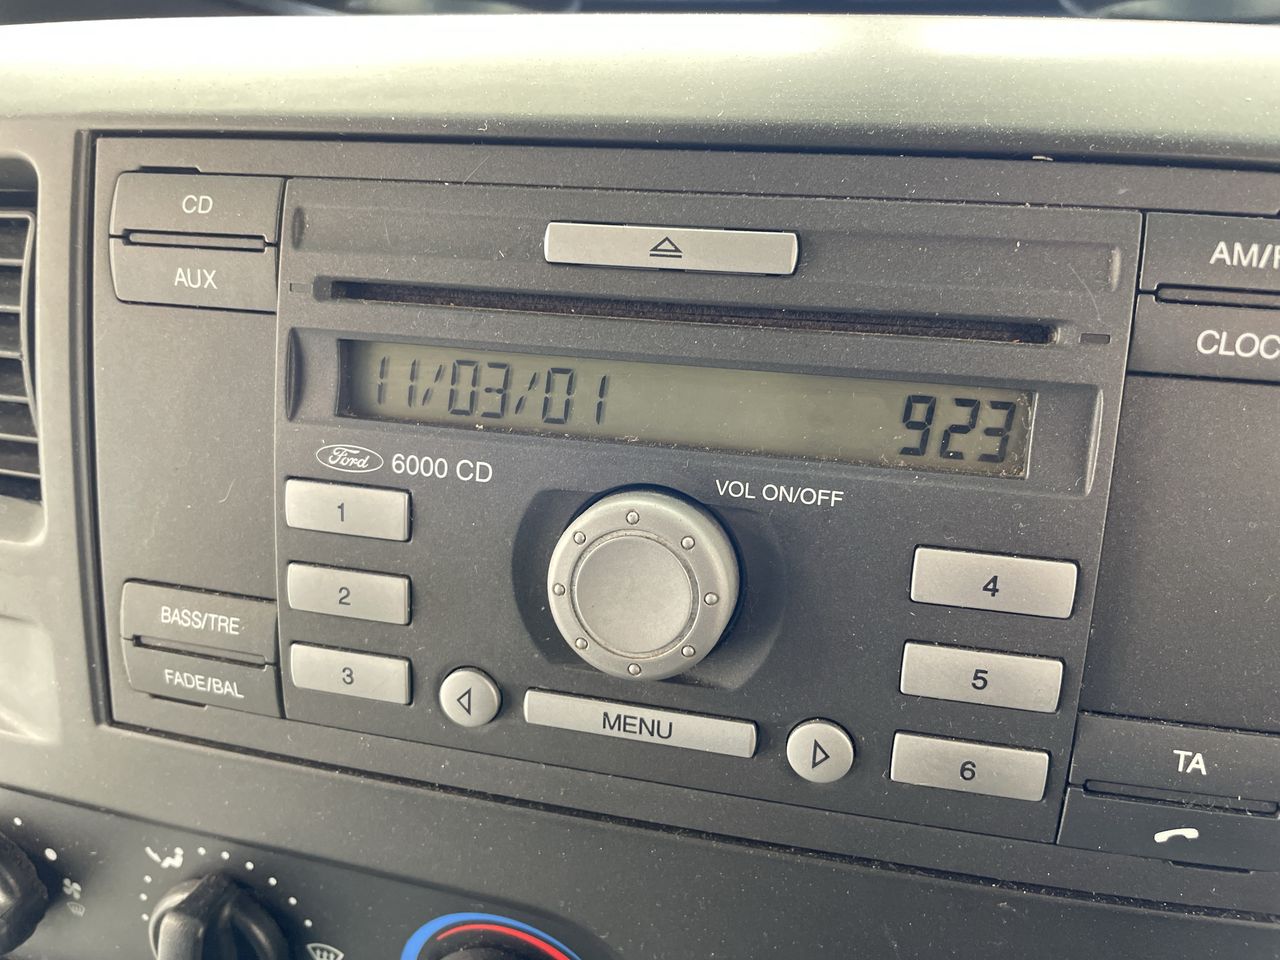 CD
AUX
AM/
CLOC
11/03/01 923
Ford 6000 CD
VOL ON/OFF
1
2
3
4
5
6
BASS/TRE
FADE/BAL
MENU
TA